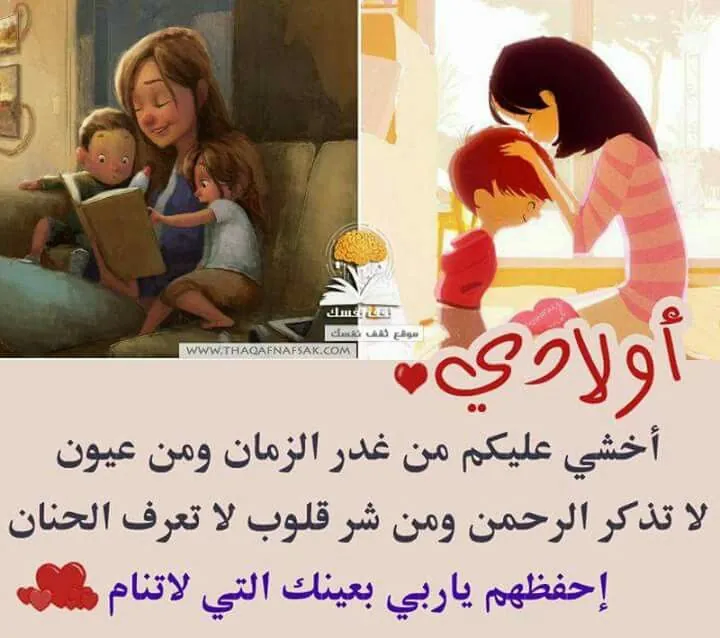 ثقف نفسك
موقع ثقف نفسك
WWW.THAQAFNAFSAK.COM
أولادي
أخشي عليكم من غدر الزمان ومن عيون
لا تذكر الرحمن ومن شر قلوب لا تعرف الحنان
إحفظهم ياربي بعينك التي لاتنام